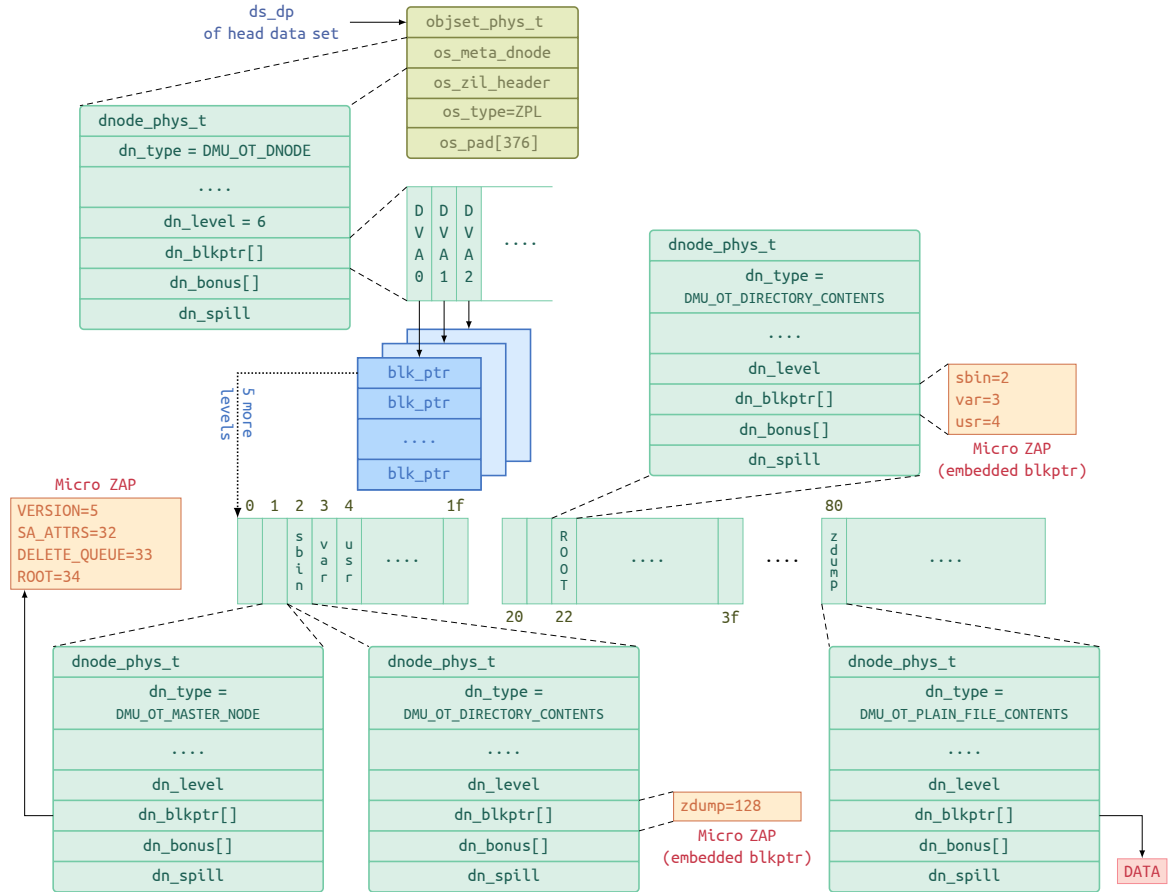 ds_dp
of head data set
objset_phys_t
os_meta_dnode
os_zil_header
os_type=ZPL
os_pad[376]
dnode_phys_t
dn_type = DMU_OT_DNODE
....
dn_level = 6
dn_blkptr[]
dn_bonus[]
dn_spill
DVA0
DVA1
DVA2
....
blk_ptr
blk_ptr
....
blk_ptr
5 more
levels
dnode_phys_t
dn_type =
DMU_OT_DIRECTORY_CONTENTS
....
dn_level
dn_blkptr[]
dn_bonus[]
dn_spill
sbin=2
var=3
usr=4
Micro ZAP
(embedded blkptr)
Micro ZAP
VERSION=5
SA_ATTRS=32
DELETE_QUEUE=33
ROOT=34
0 1 2 3 4 1f
sbin
var
usr
....
ROOT
....
20 22 3f
....
80
zdump
....
dnode_phys_t
dn_type =
DMU_OT_MASTER_NODE
....
dn_level
dn_blkptr[]
dn_bonus[]
dn_spill
dnode_phys_t
dn_type =
DMU_OT_DIRECTORY_CONTENTS
....
dn_level
dn_blkptr[]
dn_bonus[]
dn_spill
zdump=128
Micro ZAP
(embedded blkptr)
dnode_phys_t
dn_type =
DMU_OT_PLAIN_FILE_CONTENTS
....
dn_level
dn_blkptr[]
dn_bonus[]
dn_spill
DATA